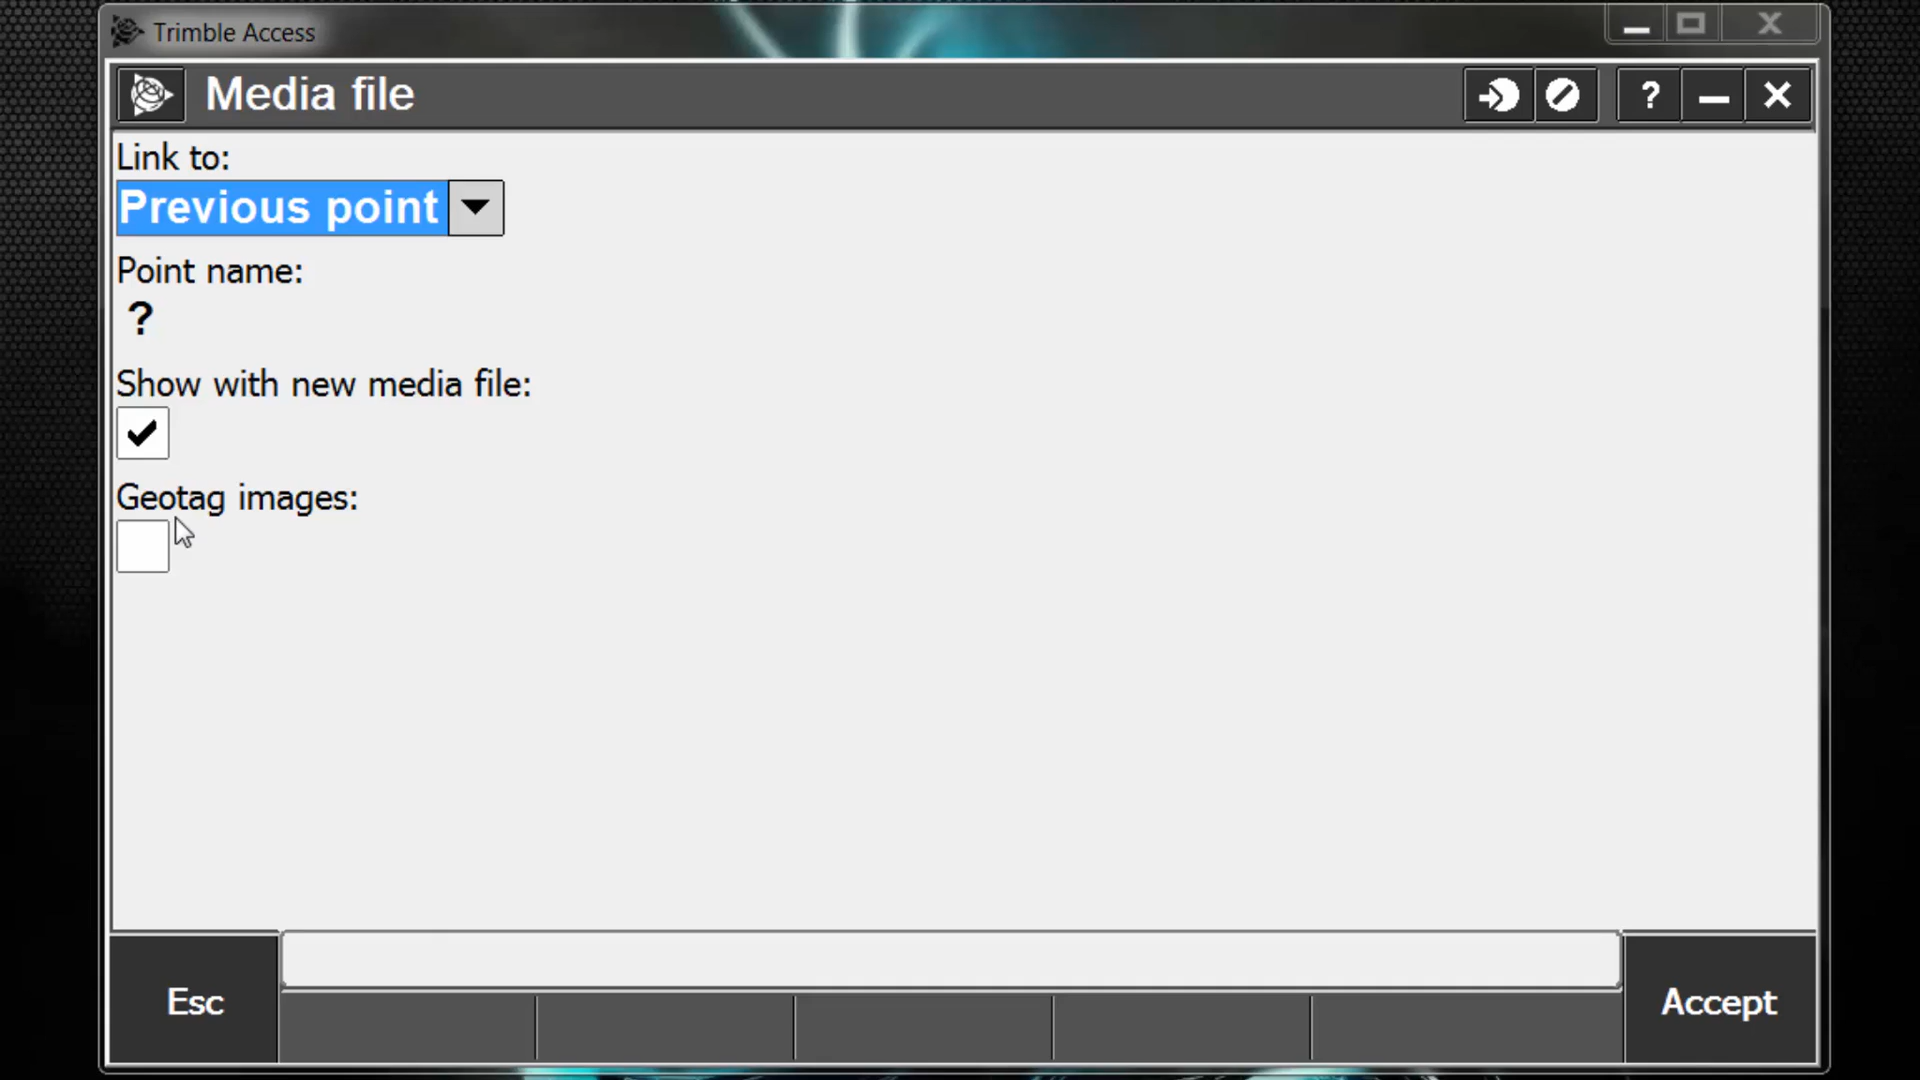 Trimble Access
Media file
?
Link to:
Previous point
Point name:
?
Show with new media file:
Geotag images:
Esc
Accept